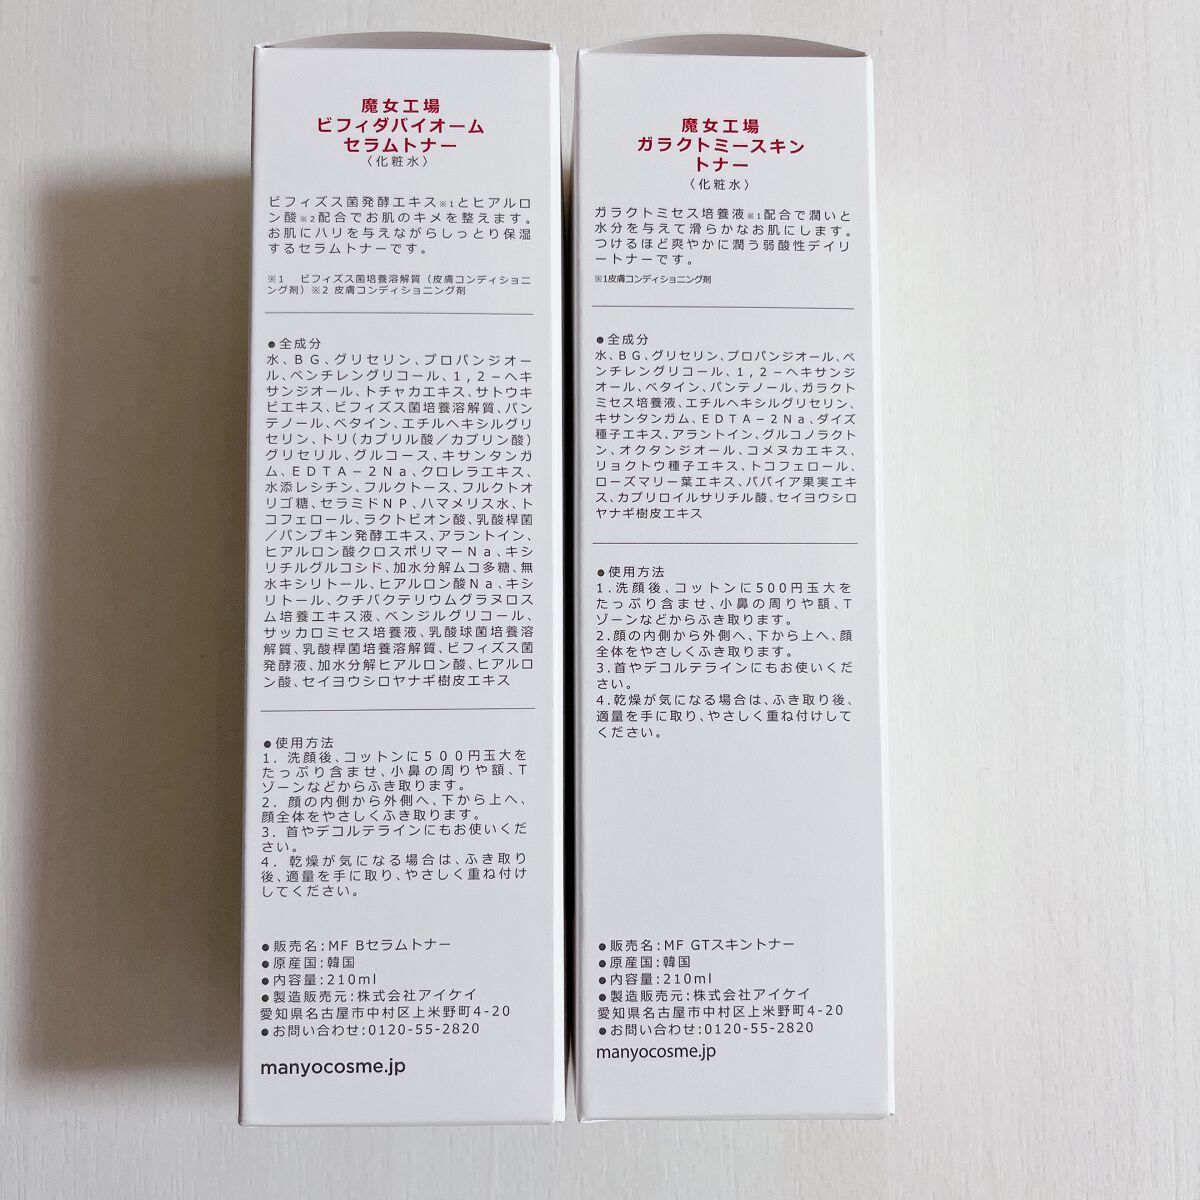 魔女工場
ビフィダバイオーム
セラムトナー
〈化粧水〉
ビフィズス菌発酵エキス※1とヒアルロ
ン酸※2配合でお肌のキメを整えます。
お肌にハリを与えながらしっとり保湿
するセラムトナーです。
※1 ビフィズス菌培養溶解質（皮膚コンディショニ
ング剤）※2 皮膚コンディショニング剤
●全成分
水、BG、グリセリン、プロパンジオー
ル、ベンチレングリコール、1,2−ヘキ
サンジオール、トチャカエキス、サトウキ
ビエキス、ビフィズス菌培養溶解質、パン
テノール、ベタイン、エチルヘキシルグリ
セリン、トリ（カプリル酸／カプリン酸）
グリセリル、グルコース、キサンタンガ
ム、EDTA−2Na、クロレラエキス、
水添レシチン、フルクトース、フルクトオ
リゴ糖、セラミドNP、ハマメリス水、ト
コフェロール、ラクトビオン酸、乳酸桿菌
／パンプキン発酵エキス、アラントイン、
ヒアルロン酸クロスポリマーNa、キシ
リチルグルコシド、加水分解ムコ多糖、無
水キシリトール、ヒアルロン酸Na、キシ
リトール、クチバクテリウムグラヌロス
ム培養エキス液、ベンジルグリコール、
サッカロミセス培養液、乳酸球菌培養溶
解質、乳酸桿菌培養溶解質、ビフィズス菌
発酵液、加水分解ヒアルロン酸、ヒアルロ
ン酸、セイヨウシロヤナギ樹皮エキス
●使用方法
1. 洗顔後、コットンに500円玉大を
たっぷり含ませ、小鼻の周りや額、T
ゾーンなどからふき取ります。
2. 顔の内側から外側へ、下から上へ、
顔全体をやさしくふき取ります。
3. 首やデコルテラインにもお使いくだ
さい。
4. 乾燥が気になる場合は、ふき取り
後、適量を手に取り、やさしく重ね付け
してください。
●販売名:MF Bセラムトナー
●原産国:韓国
●内容量:210ml
●製造販売元:株式会社アイケイ
愛知県名古屋市中村区上米野町4-20
●お問い合わせ:0120-55-2820
manyocosme.jp
魔女工場
ガラクトミースキン
トナー
〈化粧水〉
ガラクトミセス培養液※1配合で潤いと
水分を与えて滑らかなお肌にします。
つけるほど爽やかに潤う弱酸性デイリ
ートナーです。
※1皮膚コンディショニング剤
●全成分
水、BG、グリセリン、プロパンジオール、ベ
ンチレングリコール、1,2−ヘキサンジ
オール、ベタイン、パンテノール、ガラクト
ミセス培養液、エチルヘキシルグリセリン、
キサンタンガム、EDTA−2Na、ダイズ
種子エキス、アラントイン、グルコノラクト
ン、オクタンジオール、コメヌカエキス、
リョクトウ種子エキス、トコフェロール、
ローズマリー葉エキス、パパイア果実エキ
ス、カプリロイルサリチル酸、セイヨウシロ
ヤナギ樹皮エキス
●使用方法
1.洗顔後、コットンに500円玉大を
たっぷり含ませ、小鼻の周りや額、T
ゾーンなどからふき取ります。
2.顔の内側から外側へ、下から上へ、顔
全体をやさしくふき取ります。
3.首やデコルテラインにもお使いくだ
さい。
4.乾燥が気になる場合は、ふき取り後、
適量を手に取り、やさしく重ね付けして
ください。
●販売名:MF GTスキントナー
●原産国:韓国
●内容量:210ml
●製造販売元:株式会社アイケイ
愛知県名古屋市中村区上米野町4-20
●お問い合わせ:0120-55-2820
manyocosme.jp